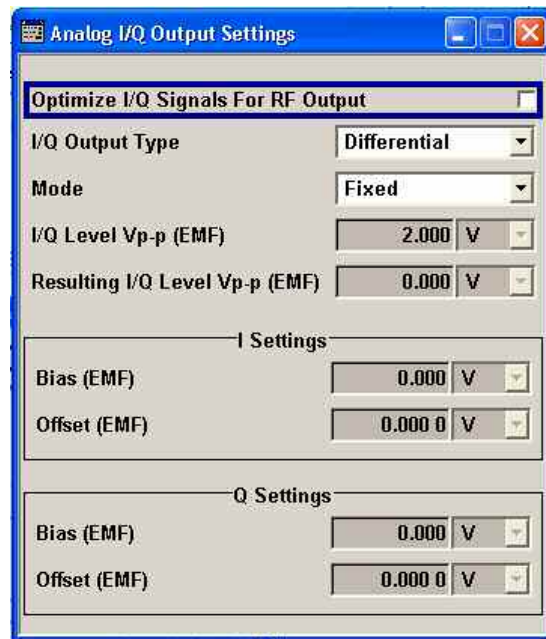 Analog I/Q Output Settings
Optimize I/Q Signals For RF Output
I/Q Output Type Differential
Mode Fixed
I/Q Level Vp-p (EMF) 2.000 V
Resulting I/Q Level Vp-p (EMF) 0.000 V
I Settings
Bias (EMF) 0.000 V
Offset (EMF) 0.000 0 V
Q Settings
Bias (EMF) 0.000 V
Offset (EMF) 0.000 0 V